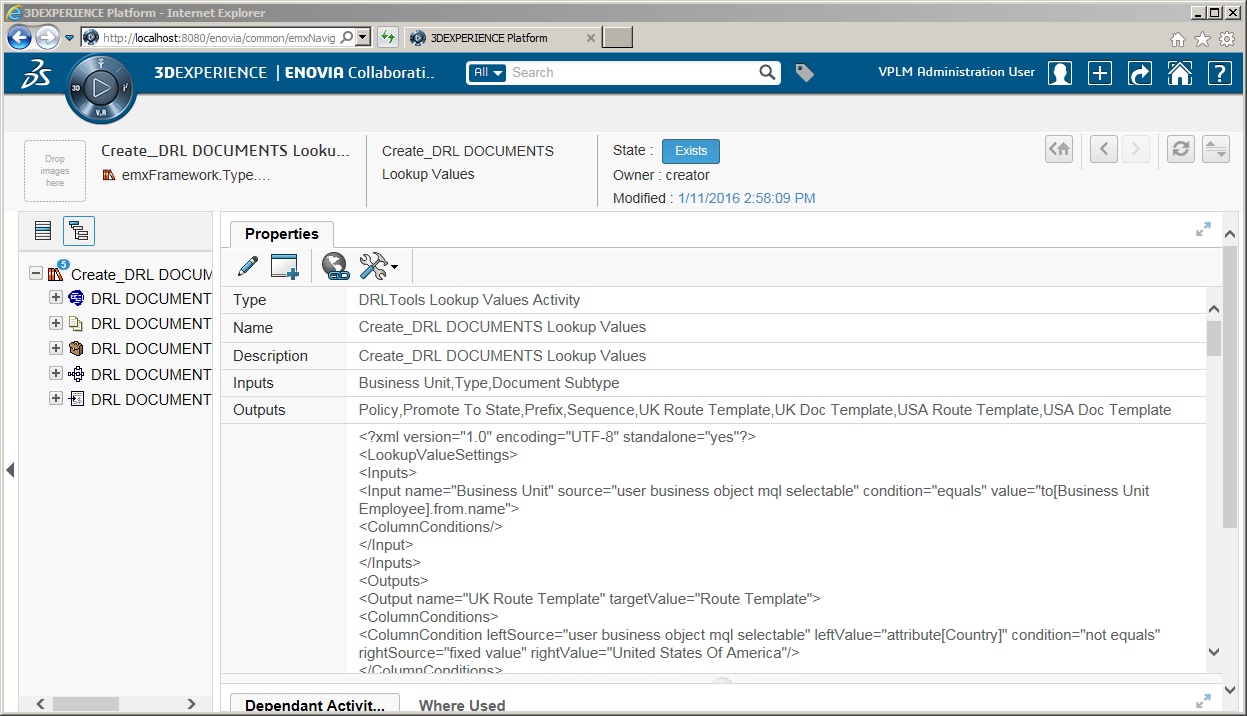 3DEXPERIENCE Platform - Internet Explorer
http://localhost:8080/enovia/common/emxNavig
3DEXPERIENCE Platform
3DEXPERIENCE | ENOVIA Collaborati..
All
Search
VPLM Administration User
?
3D
V.R
Drop
images
here
Create_DRL DOCUMENTS Looku...
emxFramework.Type....
Create_DRL DOCUMENTS
Lookup Values
State : Exists
Owner : creator
Modified : 1/11/2016 2:58:09 PM
5
Create_DRL DOCUM
DRL DOCUMENT
DRL DOCUMENT
DRL DOCUMENT
DRL DOCUMENT
DRL DOCUMENT
Properties
Type DRLTools Lookup Values Activity
Name Create_DRL DOCUMENTS Lookup Values
Description Create_DRL DOCUMENTS Lookup Values
Inputs Business Unit,Type,Document Subtype
Outputs Policy,Promote To State,Prefix,Sequence,UK Route Template,UK Doc Template,USA Route Template,USA Doc Template
<?xml version="1.0" encoding="UTF-8" standalone="yes"?>
<LookupValueSettings>
<Inputs>
<Input name="Business Unit" source="user business object mql selectable" condition="equals" value="to[Business Unit
Employee].from.name">
<ColumnConditions/>
</Input>
</Inputs>
<Outputs>
<Output name="UK Route Template" targetValue="Route Template">
<ColumnConditions>
<ColumnCondition leftSource="user business object mql selectable" leftValue="attribute[Country]" condition="not equals"
rightSource="fixed value" rightValue="United States Of America"/>
</ColumnConditions>
Dependant Activit...
Where Used